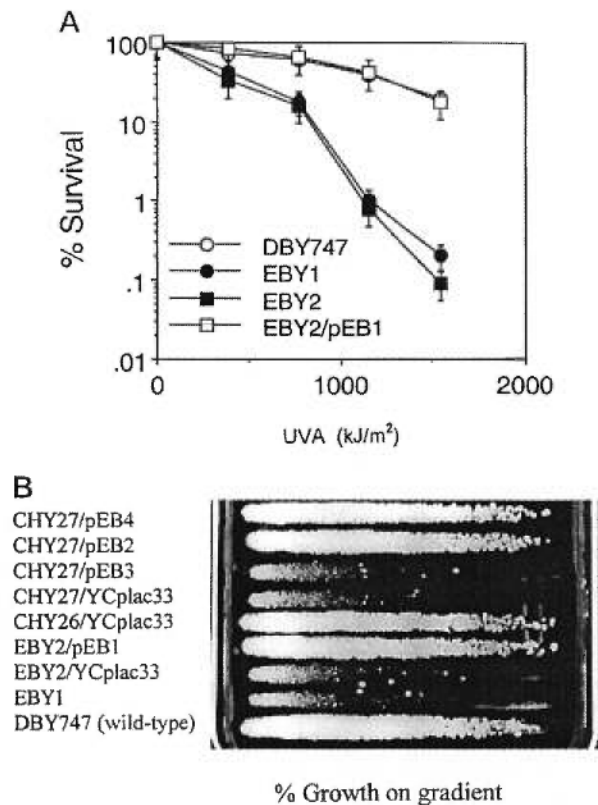 A
100
10
1
.1
.01
% Survival
DBY747
EBY1
EBY2
EBY2/pEB1
0
1000
2000
UVA (kJ/m²)
B
CHY27/pEB4
CHY27/pEB2
CHY27/pEB3
CHY27/YCplac33
CHY26/YCplac33
EBY2/pEB1
EBY2/YCplac33
EBY1
DBY747 (wild-type)
% Growth on gradient